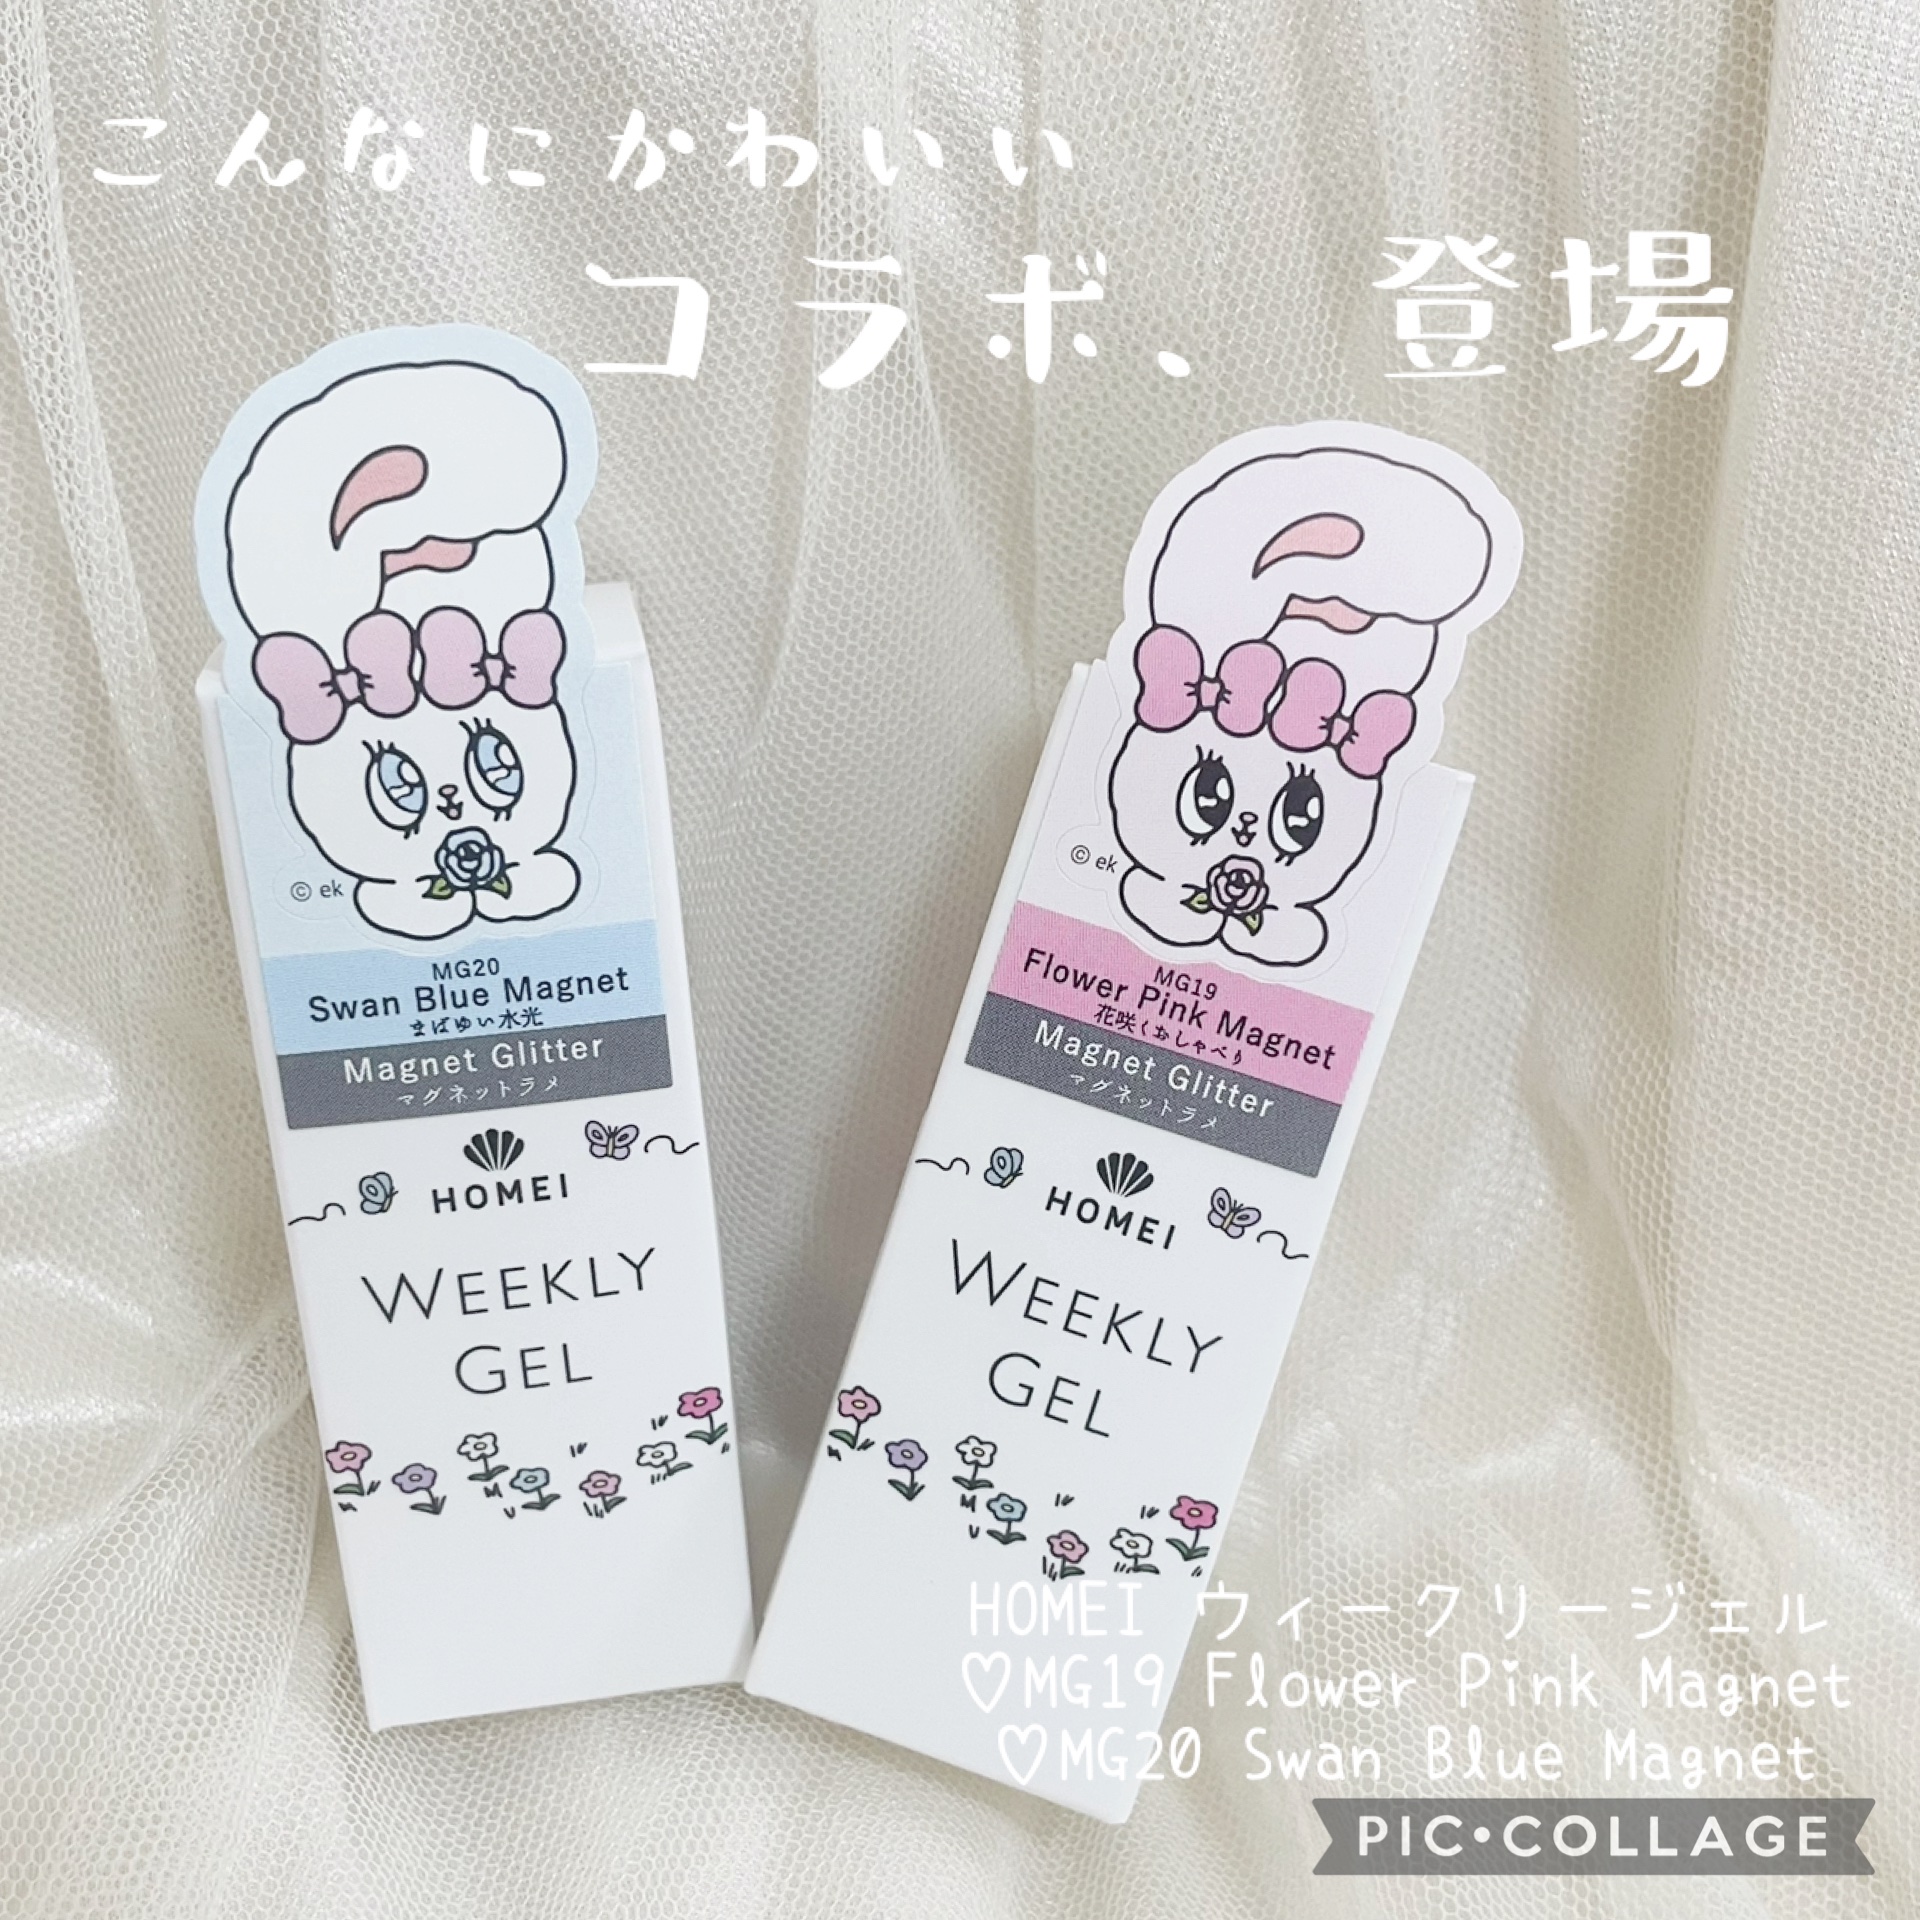 こんなにかわいい
コラボ、登場
© ek
MG20
Swan Blue Magnet
まばゆい水光
Magnet Glitter
マグネットラメ
HOMEI
WEEKLY
GEL
© ek
MG19
Flower Pink Magnet
花咲くおしゃべり
Magnet Glitter
マグネットラメ
HOMEI
WEEKLY
GEL
HOMEI ウィークリージェル
♡MG19 Flower Pink Magnet
♡MG20 Swan Blue Magnet
PIC•COLLAGE